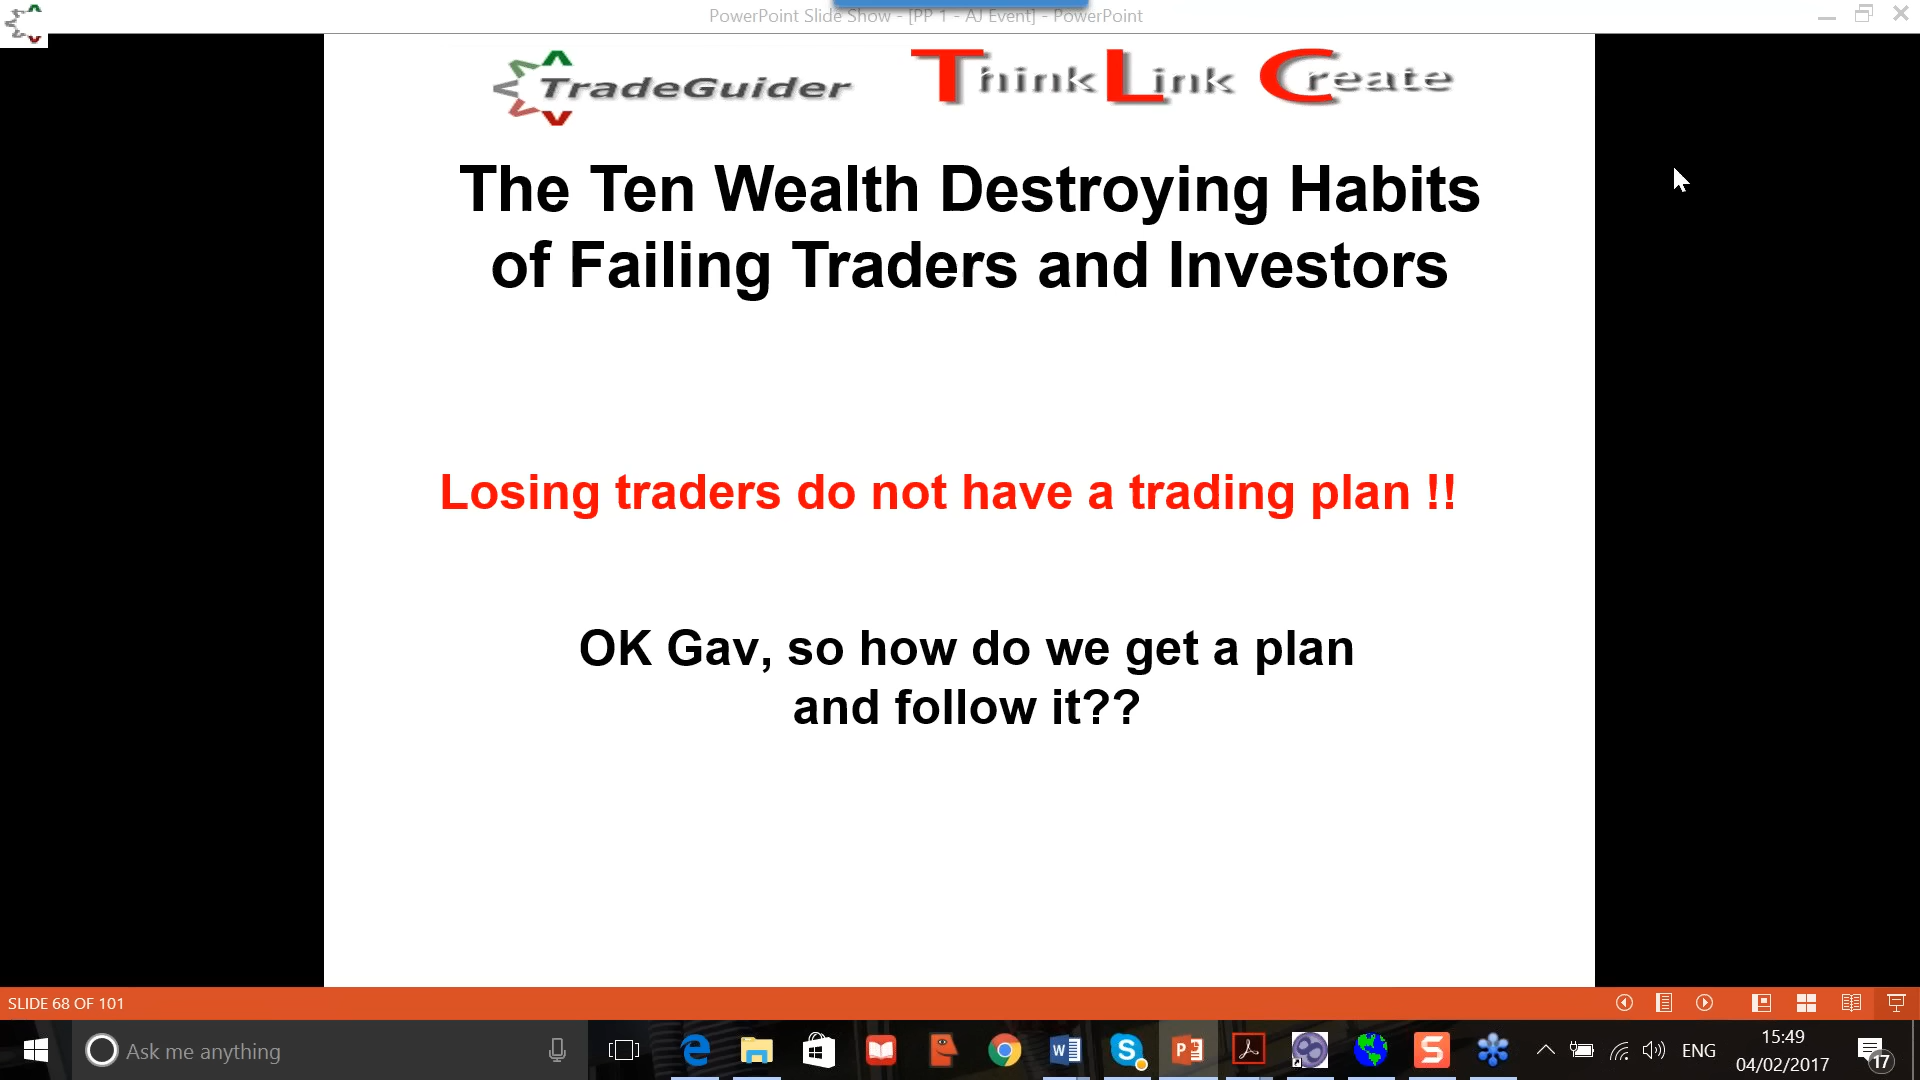 PowerPoint Slide Show - [PP 1 - AJ Event] - PowerPoint
TradeGuider Think Link Create
The Ten Wealth Destroying Habits
of Failing Traders and Investors
Losing traders do not have a trading plan !!
OK Gav, so how do we get a plan
and follow it??
SLIDE 68 OF 101
Ask me anything
ENG
15:49
04/02/2017
17